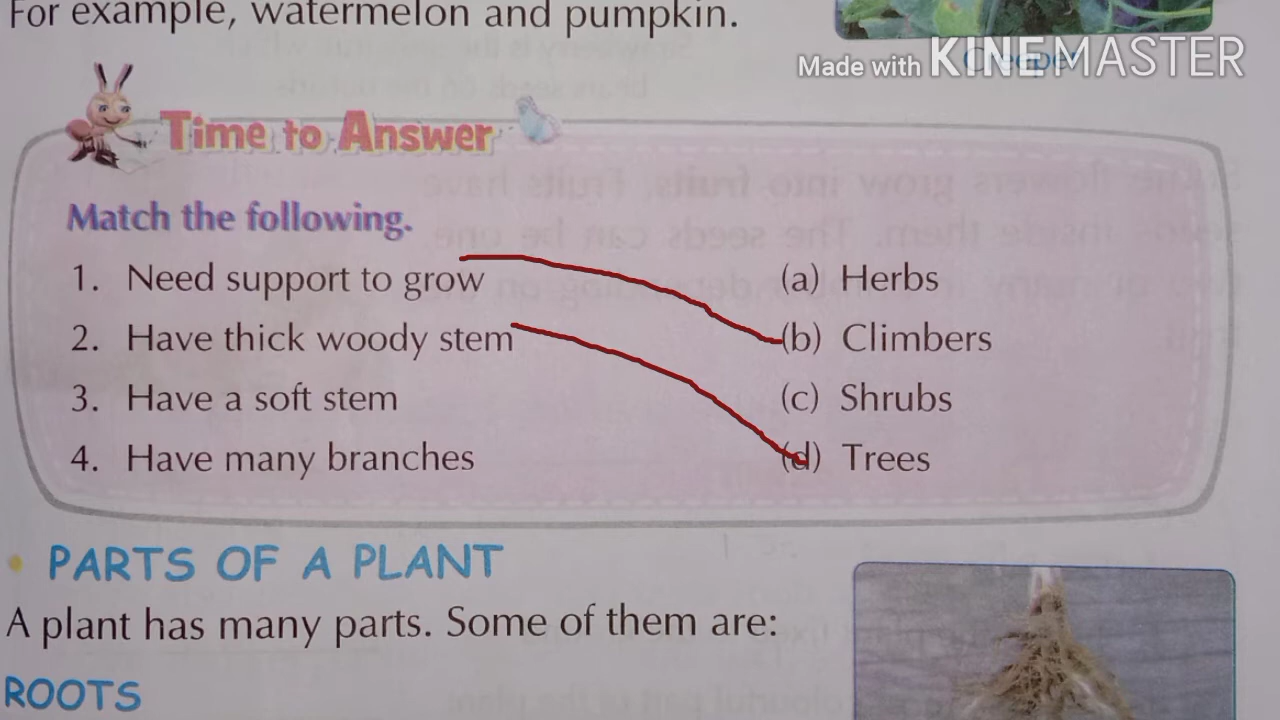 For example, watermelon and pumpkin.
Made with KINEMASTER
Creeper
Time to Answer
Match the following.
1. Need support to grow (a) Herbs
2. Have thick woody stem (b) Climbers
3. Have a soft stem (c) Shrubs
4. Have many branches (d) Trees
PARTS OF A PLANT
A plant has many parts. Some of them are:
ROOTS